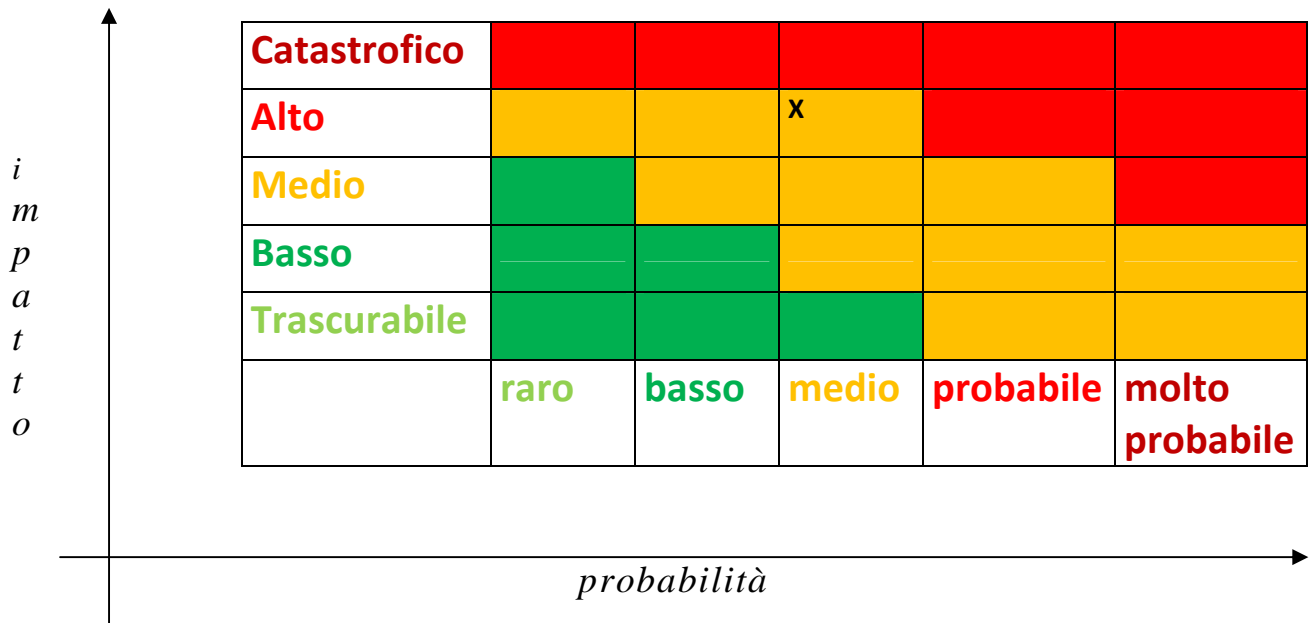 Catastrofico
Alto
X
Medio
Basso
Trascurabile
raro basso medio probabile molto
probabile
i
m
p
a
t
t
o
probabilità